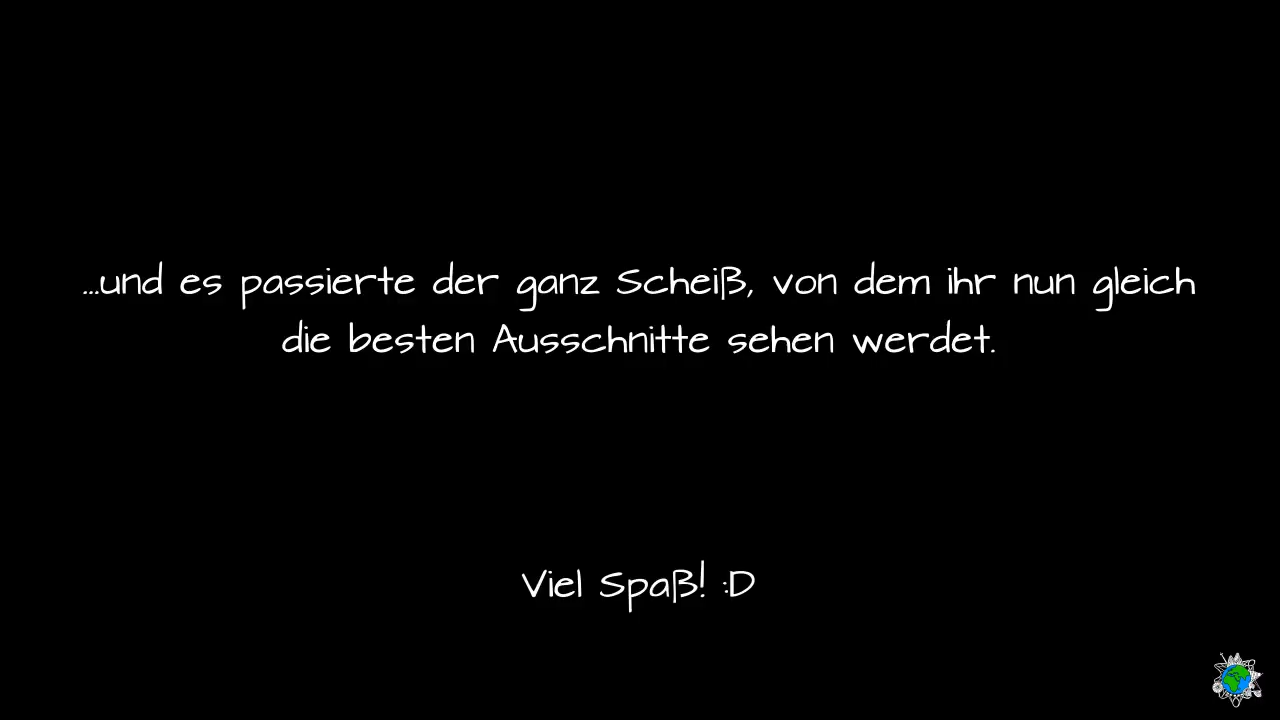 ...und es passierte der ganz Scheiß, von dem ihr nun gleich
die besten Ausschnitte sehen werdet.
Viel Spaß! :D